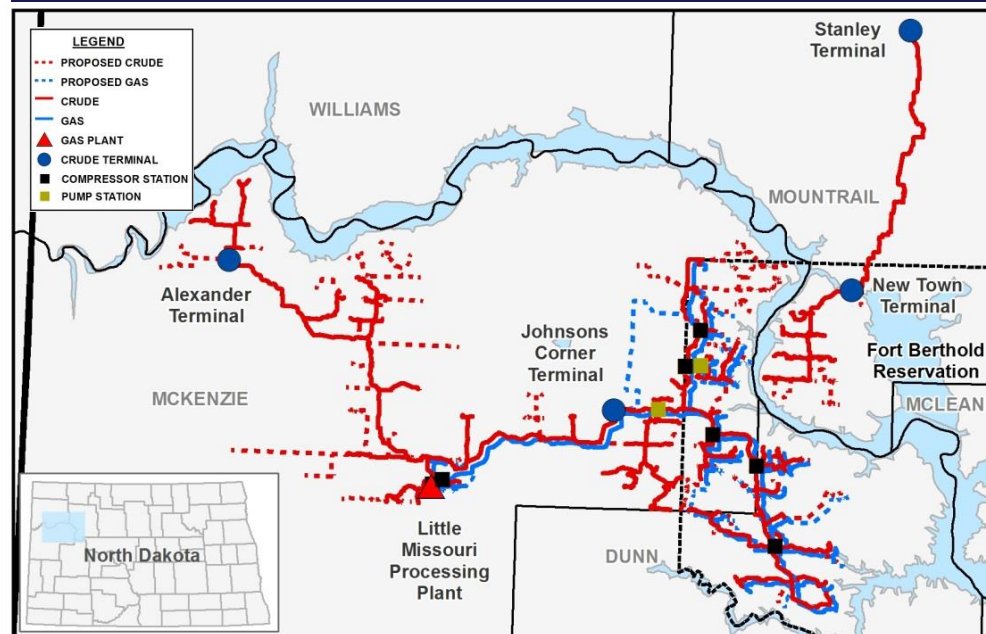 LEGEND
PROPOSED CRUDE
PROPOSED GAS
CRUDE
GAS
GAS PLANT
CRUDE TERMINAL
COMPRESSOR STATION
PUMP STATION
Stanley
Terminal
WILLIAMS
MOUNTRAIL
Alexander
Terminal
New Town
Terminal
Johnsons
Corner
Terminal
Fort Berthold
Reservation
MCKENZIE
MCLEAN
Little
Missouri
Processing
Plant
DUNN
North Dakota